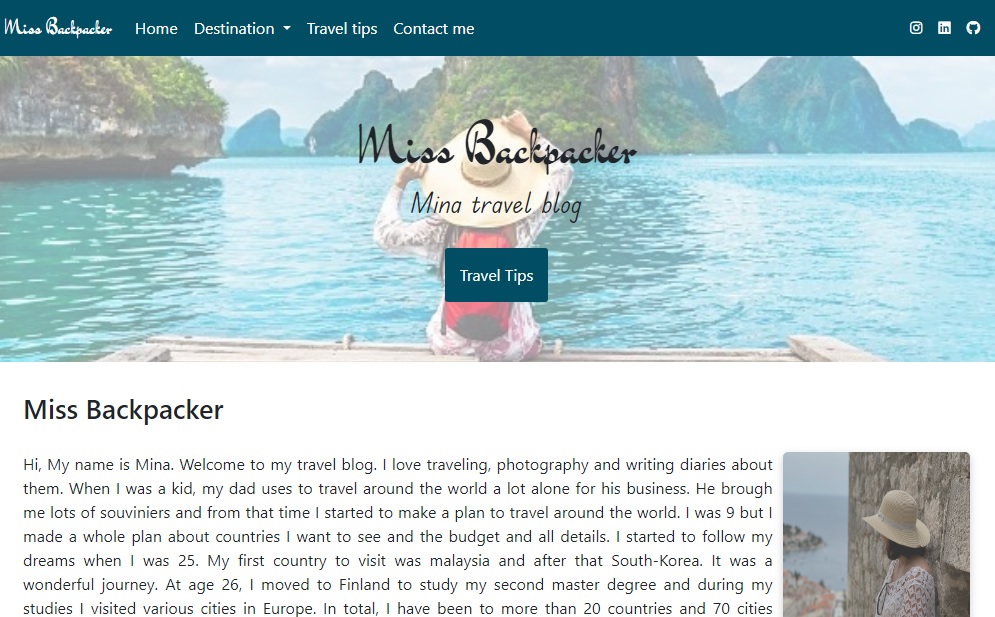 Miss Backpacker Home Destination Travel tips Contact me
Miss Backpacker
Mina travel blog
Travel Tips
Miss Backpacker
Hi, My name is Mina. Welcome to my travel blog. I love traveling, photography and writing diaries about
them. When I was a kid, my dad uses to travel around the world a lot alone for his business. He brough
me lots of souviniers and from that time I started to make a plan to travel around the world. I was 9 but I
made a whole plan about countries I want to see and the budget and all details. I started to follow my
dreams when I was 25. My first country to visit was malaysia and after that South-Korea. It was a
wonderful journey. At age 26, I moved to Finland to study my second master degree and during my
studies I visited various cities in Europe. In total, I have been to more than 20 countries and 70 cities